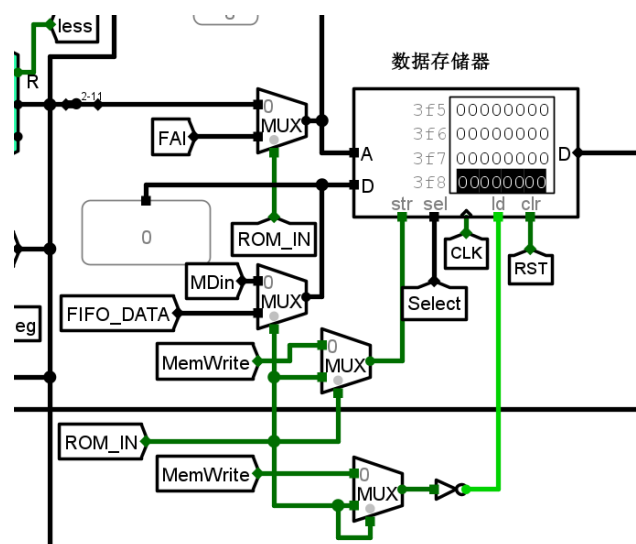 less
R
2-11
0
MUX
FAI
数据存储器
3f5 00000000
3f6 00000000
3f7 00000000
3f8 00000000
A
D
D
str sel ld clr
0
ROM_IN
CLK
RST
MDin
0
MUX
FIFO_DATA
Select
eg
MemWrite
0
MUX
ROM_IN
MemWrite
0
MUX